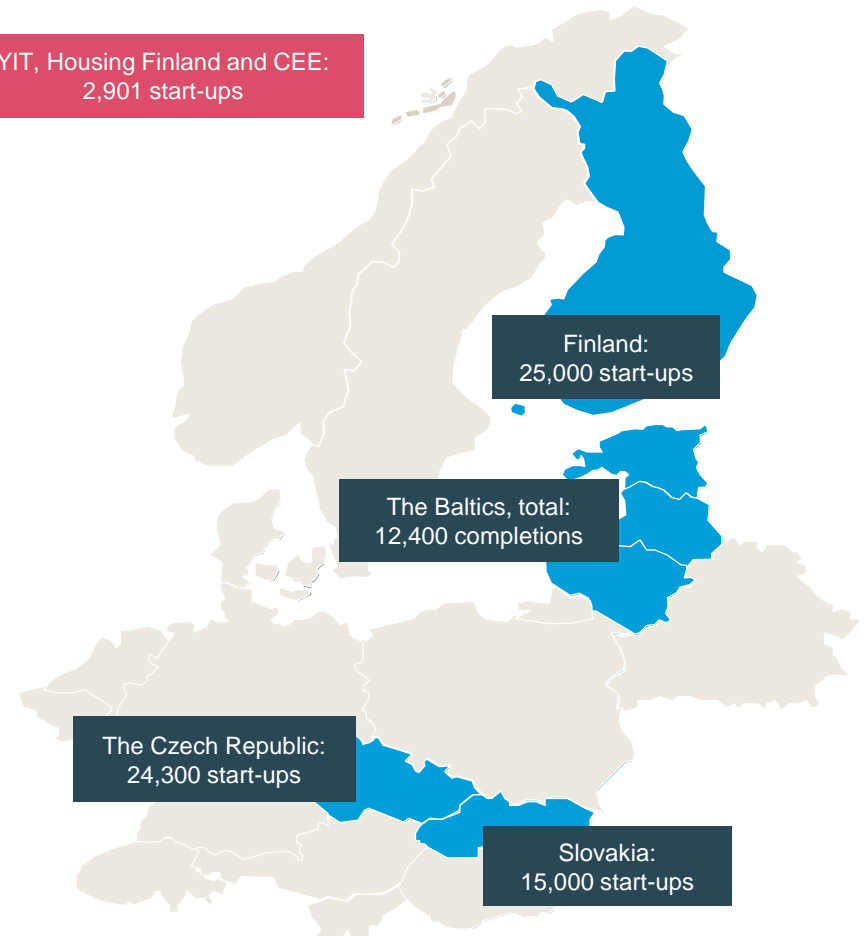 YIT, Housing Finland and CEE:
2,901 start-ups
Finland:
25,000 start-ups
The Baltics, total:
12,400 completions
The Czech Republic:
24,300 start-ups
Slovakia:
15,000 start-ups